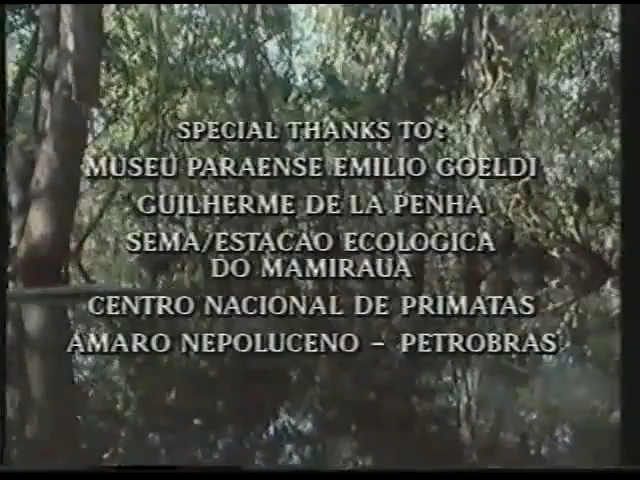 SPECIAL THANKS TO:
MUSEU PARAENSE EMILIO GOELDI
GUILHERME DE LA PENHA
SEMA/ESTACAO ECOLOGICA
DO MAMIRAUA
CENTRO NACIONAL DE PRIMATAS
AMARO NEPOLUCENO - PETROBRAS